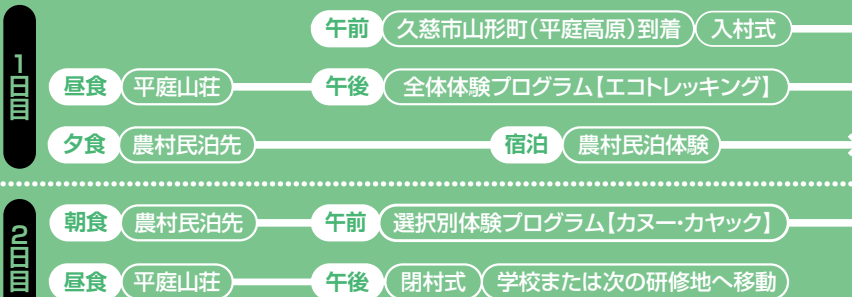 1日目
午前 久慈市山形町(平庭高原)到着 入村式
昼食 平庭山荘 午後 全体体験プログラム【エコトレッキング】
夕食 農村民泊先 宿泊 農村民泊体験
2日目
朝食 農村民泊先 午前 選択別体験プログラム【カヌー・カヤック】
昼食 平庭山荘 午後 閉村式 学校または次の研修地へ移動